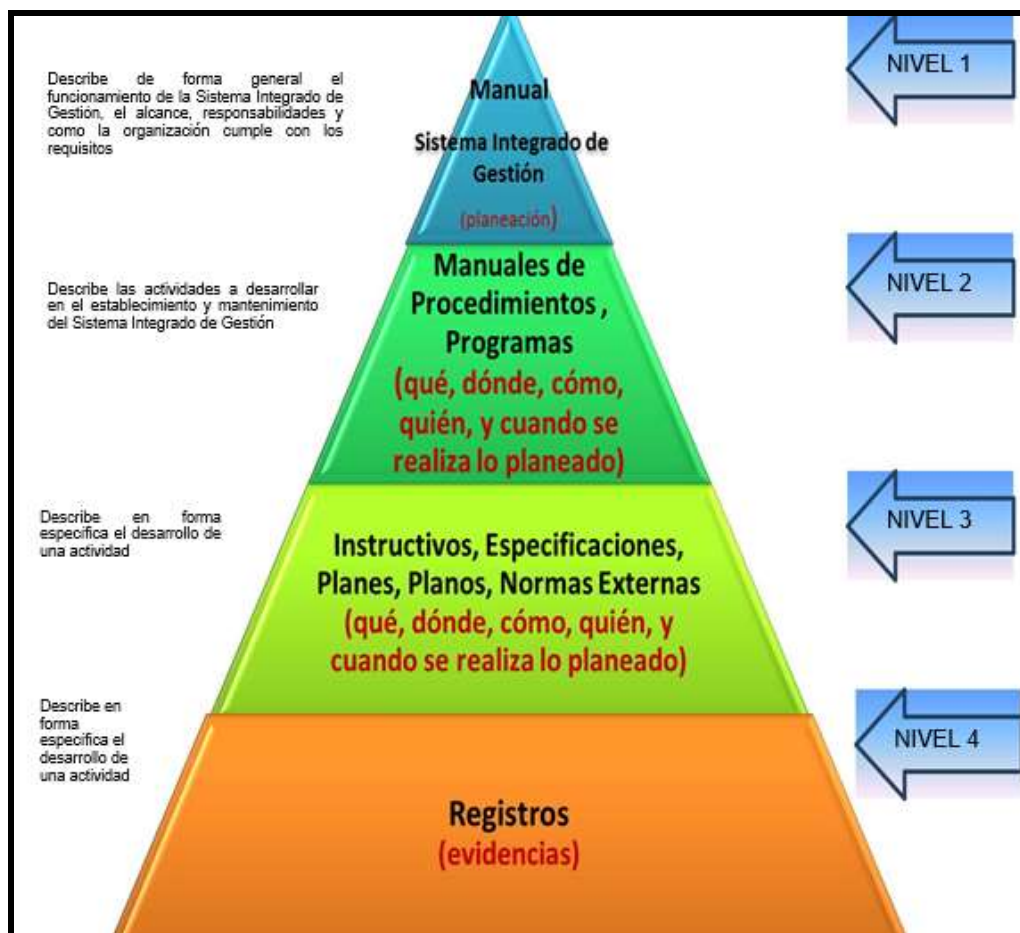 Describe de forma general el
funcionamiento de la Sistema Integrado de
Gestión, el alcance, responsabilidades y
como la organización cumple con los
requisitos
Manual
Sistema Integrado de
Gestión
(planeación)
NIVEL 1
Describe las actividades a desarrollar
en el establecimiento y mantenimiento
del Sistema Integrado de Gestión
Manuales de
Procedimientos ,
Programas
(qué, dónde, cómo,
quién, y cuando se
realiza lo planeado)
NIVEL 2
Describe en forma
especifica el desarrollo de
una actividad
Instructivos, Especificaciones,
Planes, Planos, Normas Externas
(qué, dónde, cómo, quién, y
cuando se realiza lo planeado)
NIVEL 3
Describe en
forma
especifica el
desarrollo de
una actividad
Registros
(evidencias)
NIVEL 4